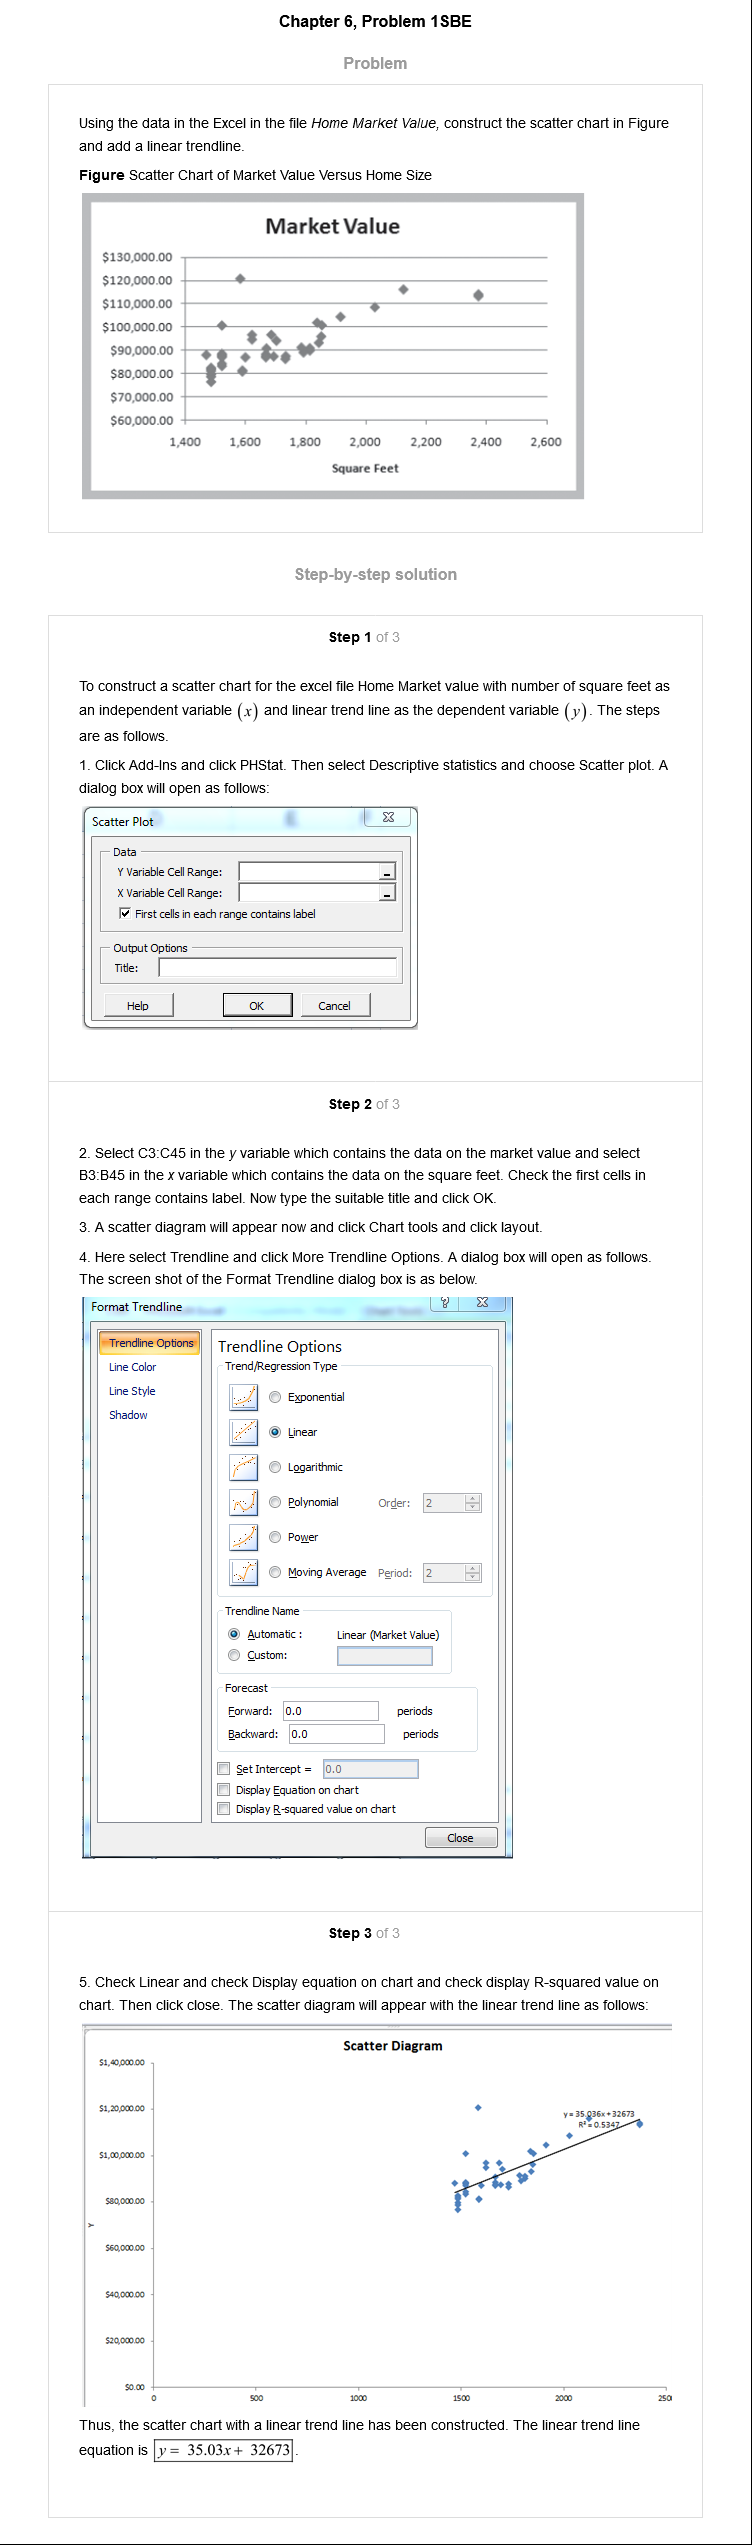 Chapter 6, Problem 1SBE
Problem
Using the data in the Excel in the file Home Market Value, construct the scatter chart in Figure
and add a linear trendline.
Figure Scatter Chart of Market Value Versus Home Size
Market Value
$130,000.00
$120,000.00
$110,000.00
$100,000.00
$90,000.00
$80,000.00
$70,000.00
$60,000.00
1,400 1,600 1,800 2,000 2,200 2,400 2,600
Square Feet
Step-by-step solution
Step 1 of 3
To construct a scatter chart for the excel file Home Market value with number of square feet as
an independent variable (x) and linear trend line as the dependent variable (y). The steps
are as follows.
1. Click Add-Ins and click PHStat. Then select Descriptive statistics and choose Scatter plot. A
dialog box will open as follows:
Scatter Plot
Data
Y Variable Cell Range:
X Variable Cell Range:
First cells in each range contains label
Output Options
Title:
Help OK Cancel
Step 2 of 3
2. Select C3:C45 in the y variable which contains the data on the market value and select
B3:B45 in the x variable which contains the data on the square feet. Check the first cells in
each range contains label. Now type the suitable title and click OK.
3. A scatter diagram will appear now and click Chart tools and click layout.
4. Here select Trendline and click More Trendline Options. A dialog box will open as follows.
The screen shot of the Format Trendline dialog box is as below.
Format Trendline
Trendline Options
Line Color
Line Style
Shadow
Trendline Options
Trend/Regression Type
Exponential
Linear
Logarithmic
Polynomial Order: 2
Power
Moving Average Period: 2
Trendline Name
Automatic : Linear (Market Value)
Custom:
Forecast
Forward: 0.0 periods
Backward: 0.0 periods
Set Intercept = 0.0
Display Equation on chart
Display R-squared value on chart
Close
Step 3 of 3
5. Check Linear and check Display equation on chart and check display R-squared value on
chart. Then click close. The scatter diagram will appear with the linear trend line as follows:
Scatter Diagram
$1,40,000.00
$1,20,000.00
y = 35.036x + 32673
R² = 0.5347
$1,00,000.00
$80,000.00
Y
$60,000.00
$40,000.00
$20,000.00
$0.00
0 500 1000 1500 2000 250
Thus, the scatter chart with a linear trend line has been constructed. The linear trend line
equation is y = 35.03x + 32673.